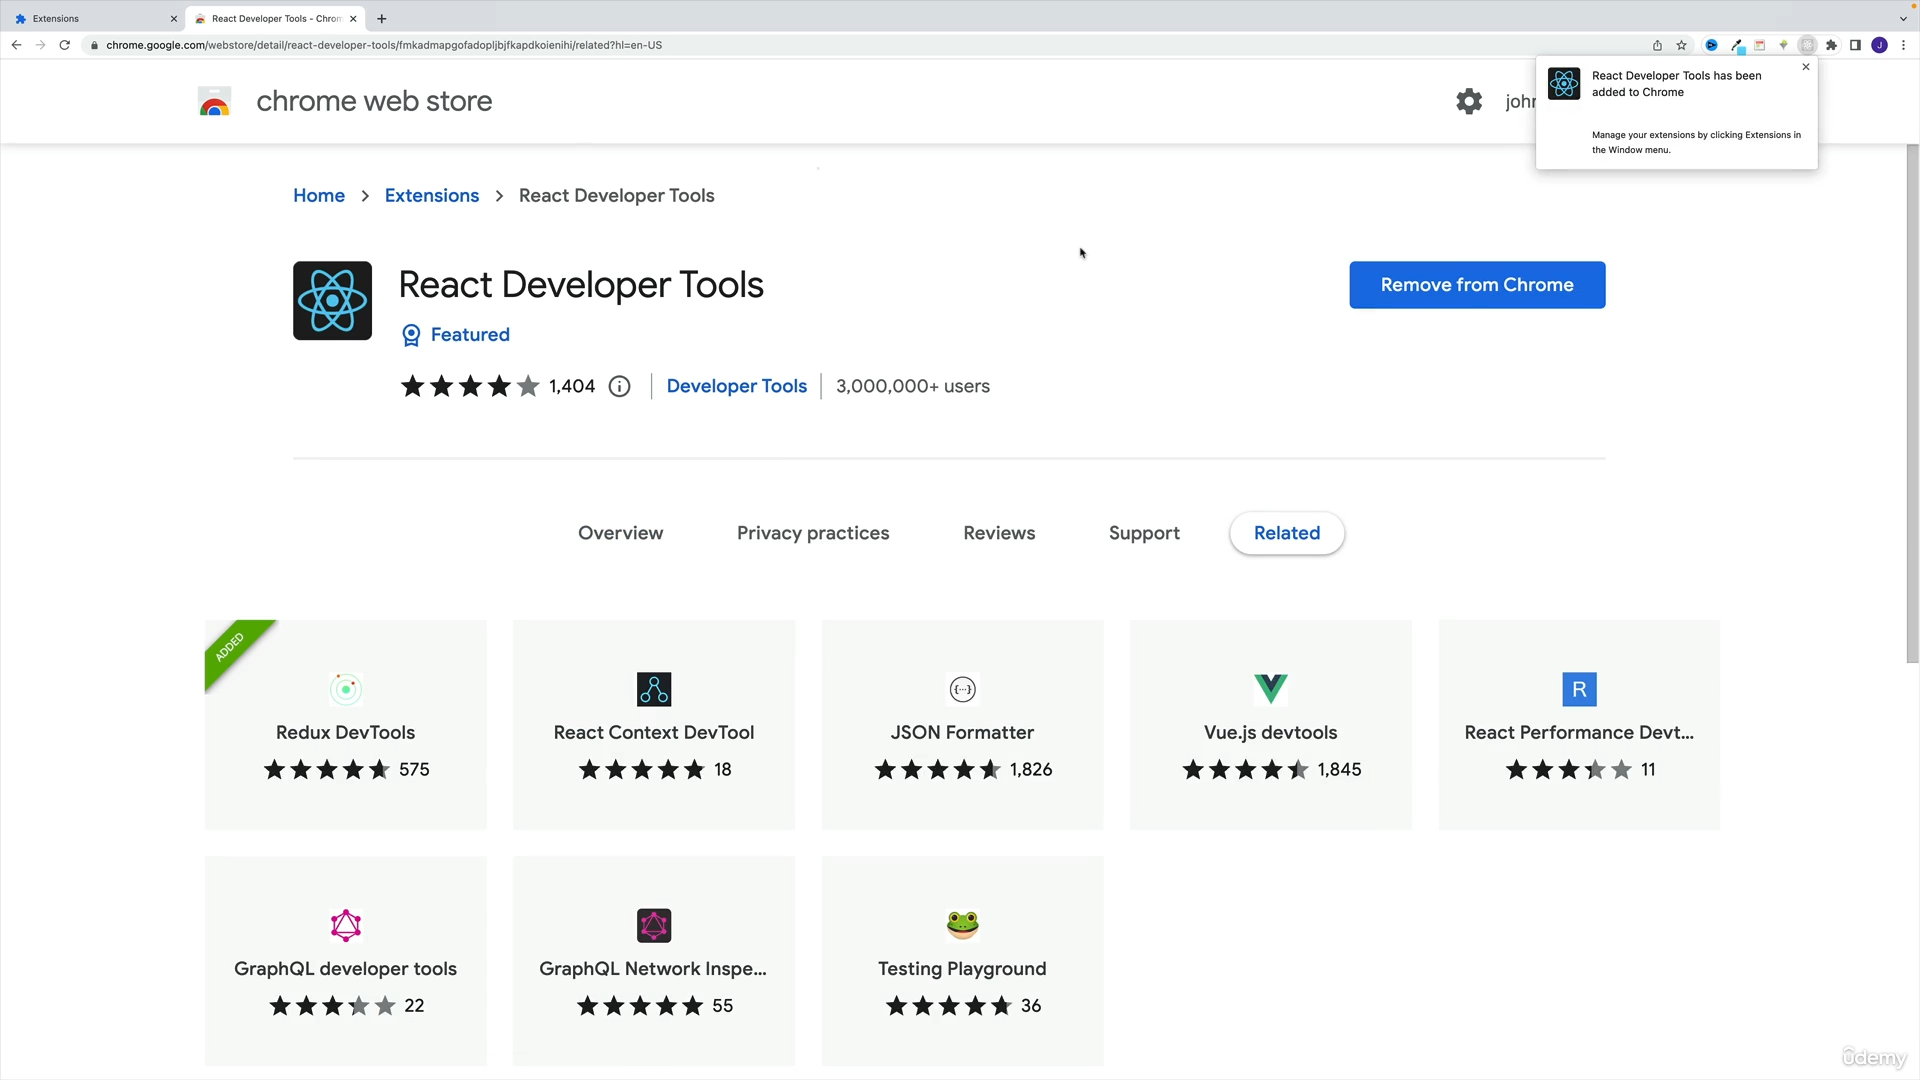 Extensions
React Developer Tools - Chrom
chrome.google.com/webstore/detail/react-developer-tools/fmkadmapgofadopljbjfkapdkoienihi/related?hl=en-US
J
React Developer Tools has been
added to Chrome
Manage your extensions by clicking Extensions in
the Window menu.
chrome web store
john
Home > Extensions > React Developer Tools
React Developer Tools
Remove from Chrome
Featured
1,404
Developer Tools
3,000,000+ users
Overview
Privacy practices
Reviews
Support
Related
ADDED
Redux DevTools
575
React Context DevTool
18
JSON Formatter
1,826
Vue.js devtools
1,845
R
React Performance Devt...
11
GraphQL developer tools
22
GraphQL Network Inspe...
55
Testing Playground
36
ûdemy